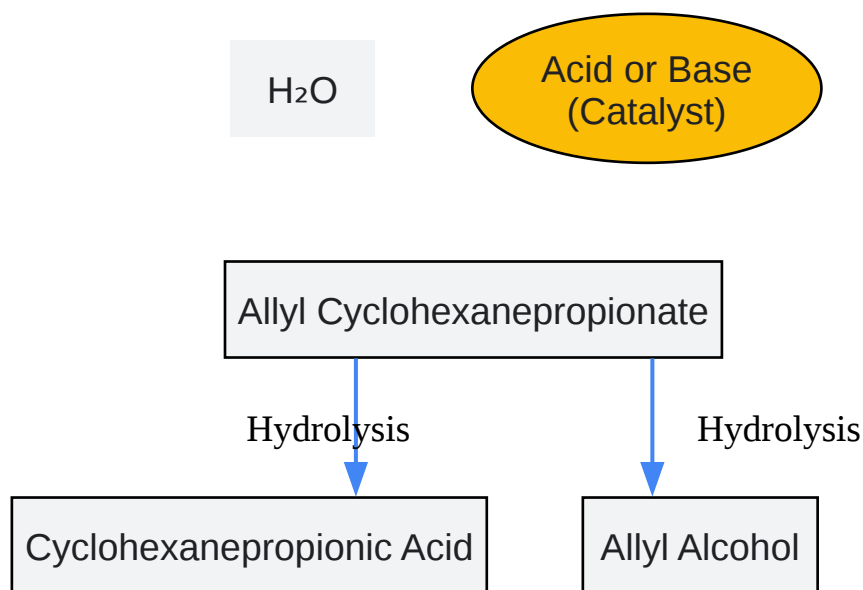 H₂O
Acid or Base
(Catalyst)
Allyl Cyclohexanepropionate
Hydrolysis
Hydrolysis
Cyclohexanepropionic Acid
Allyl Alcohol